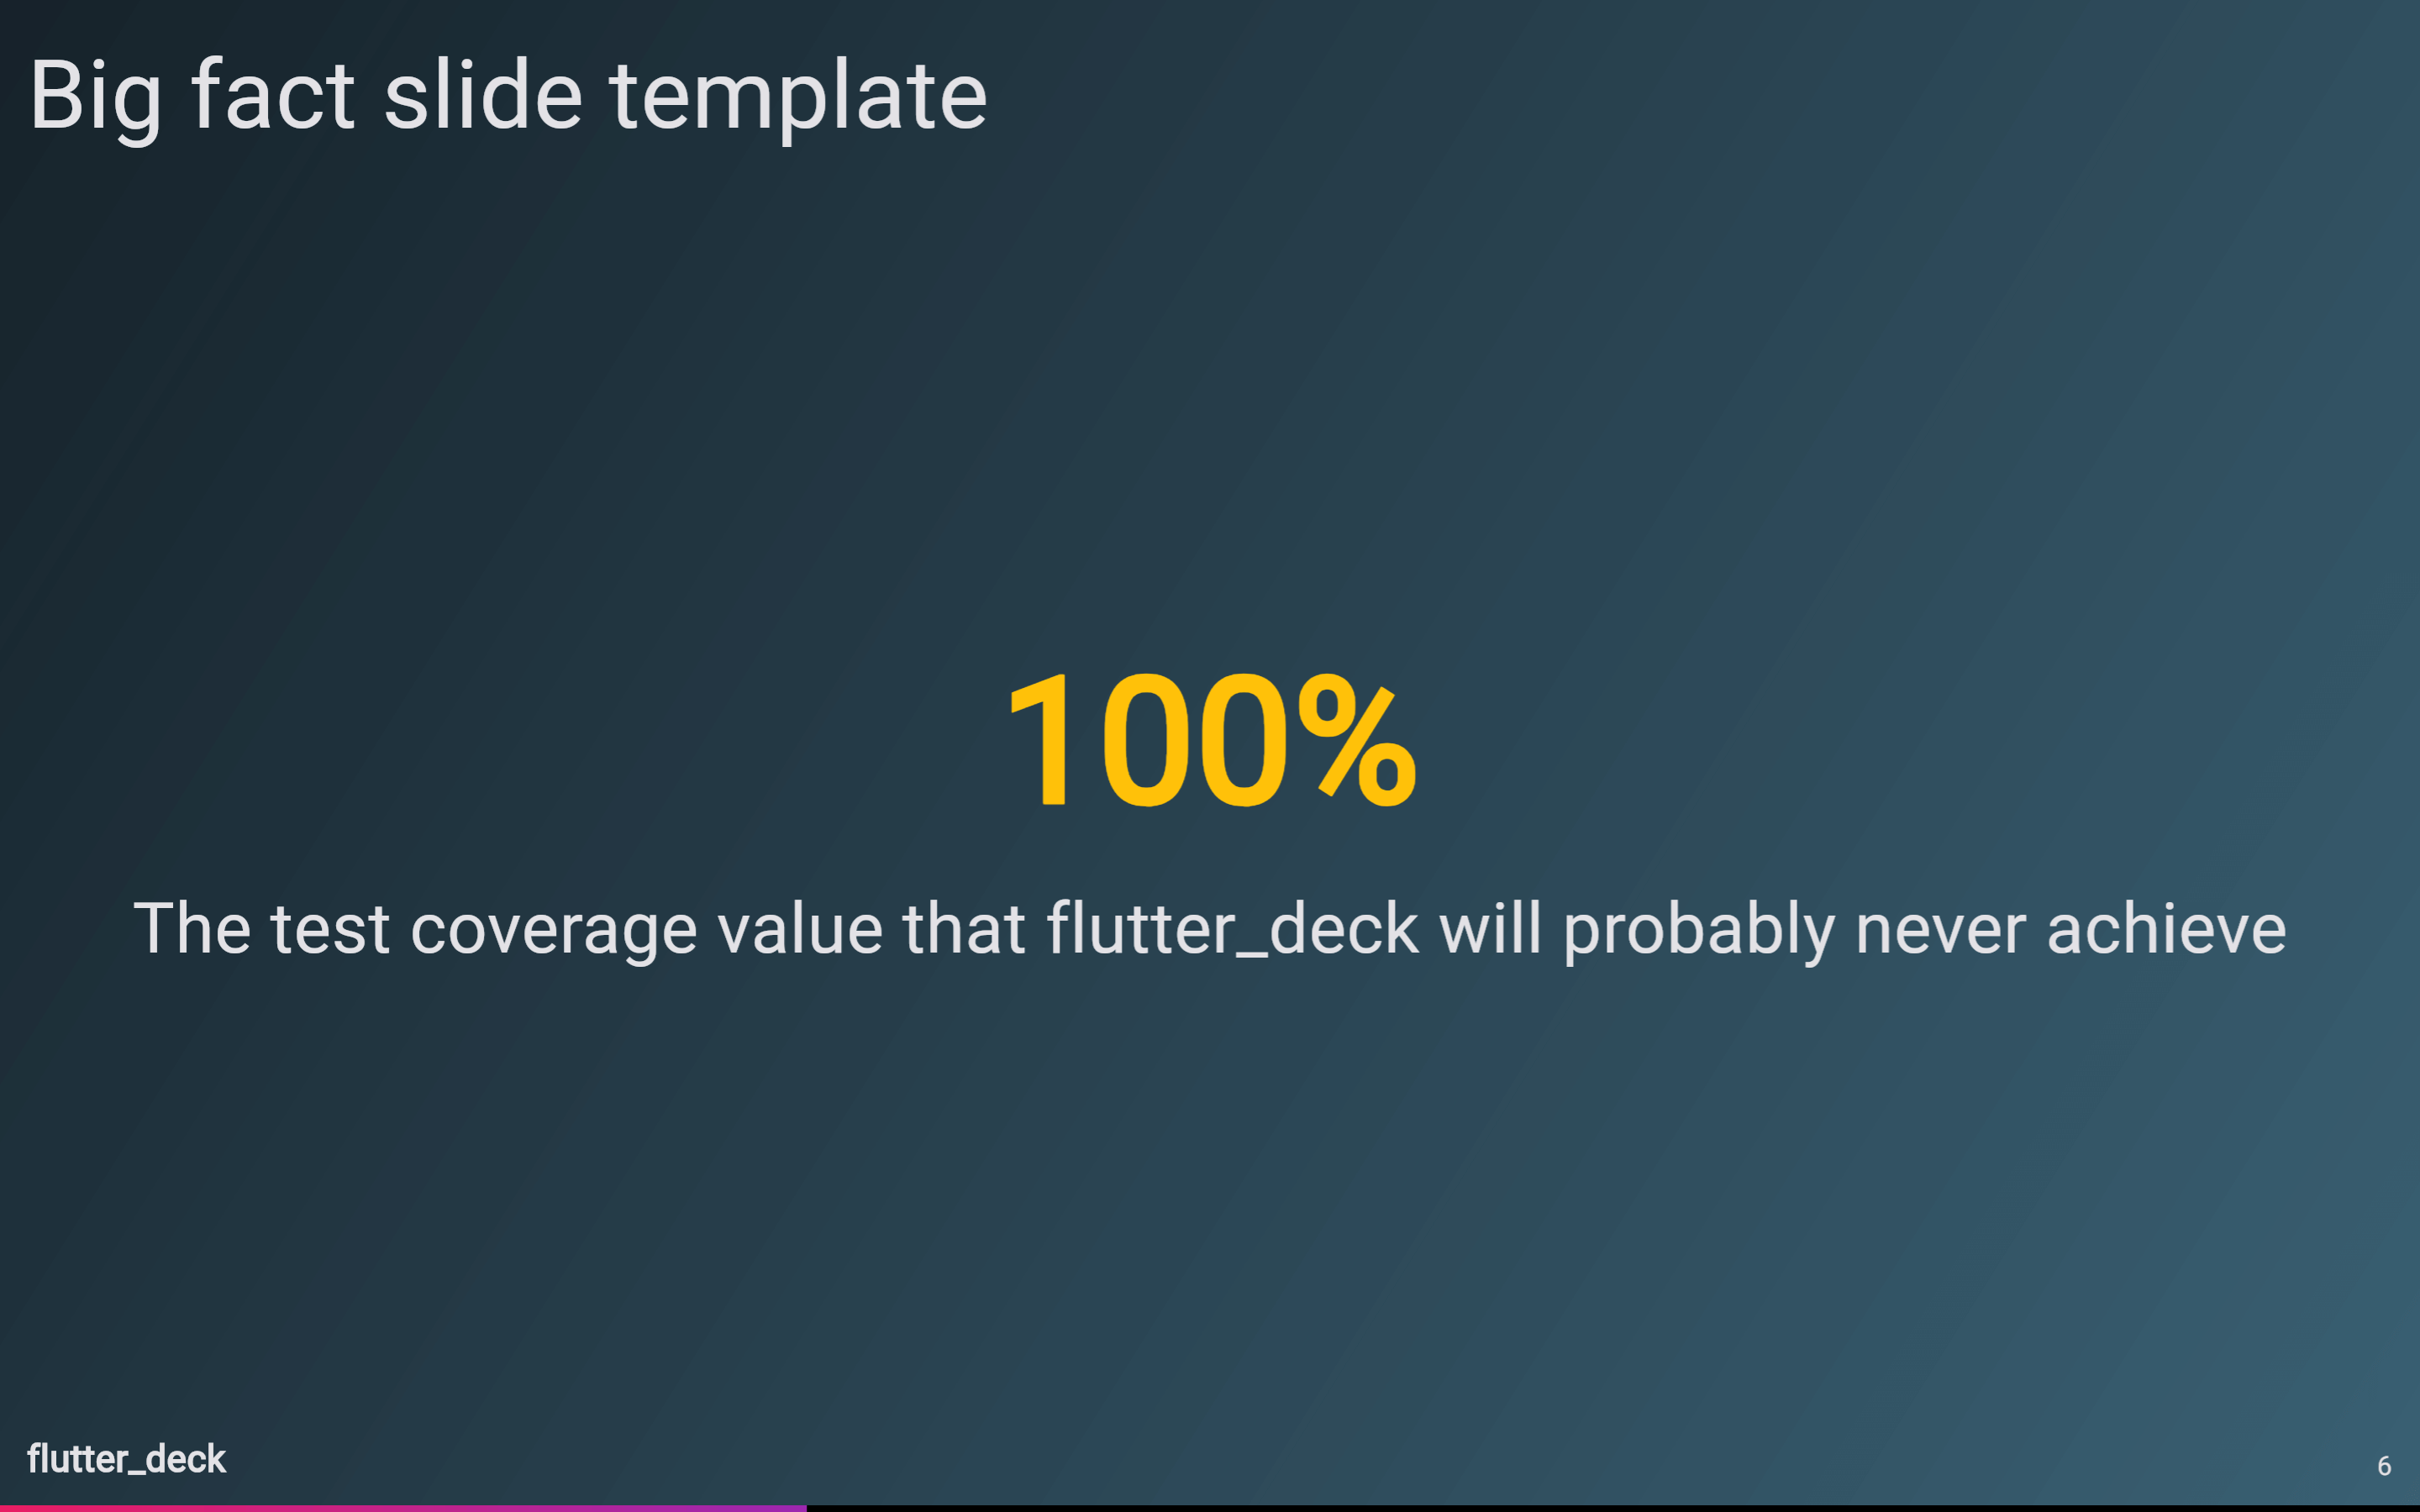 Big fact slide template
100%
The test coverage value that flutter_deck will probably never achieve
flutter_deck
6